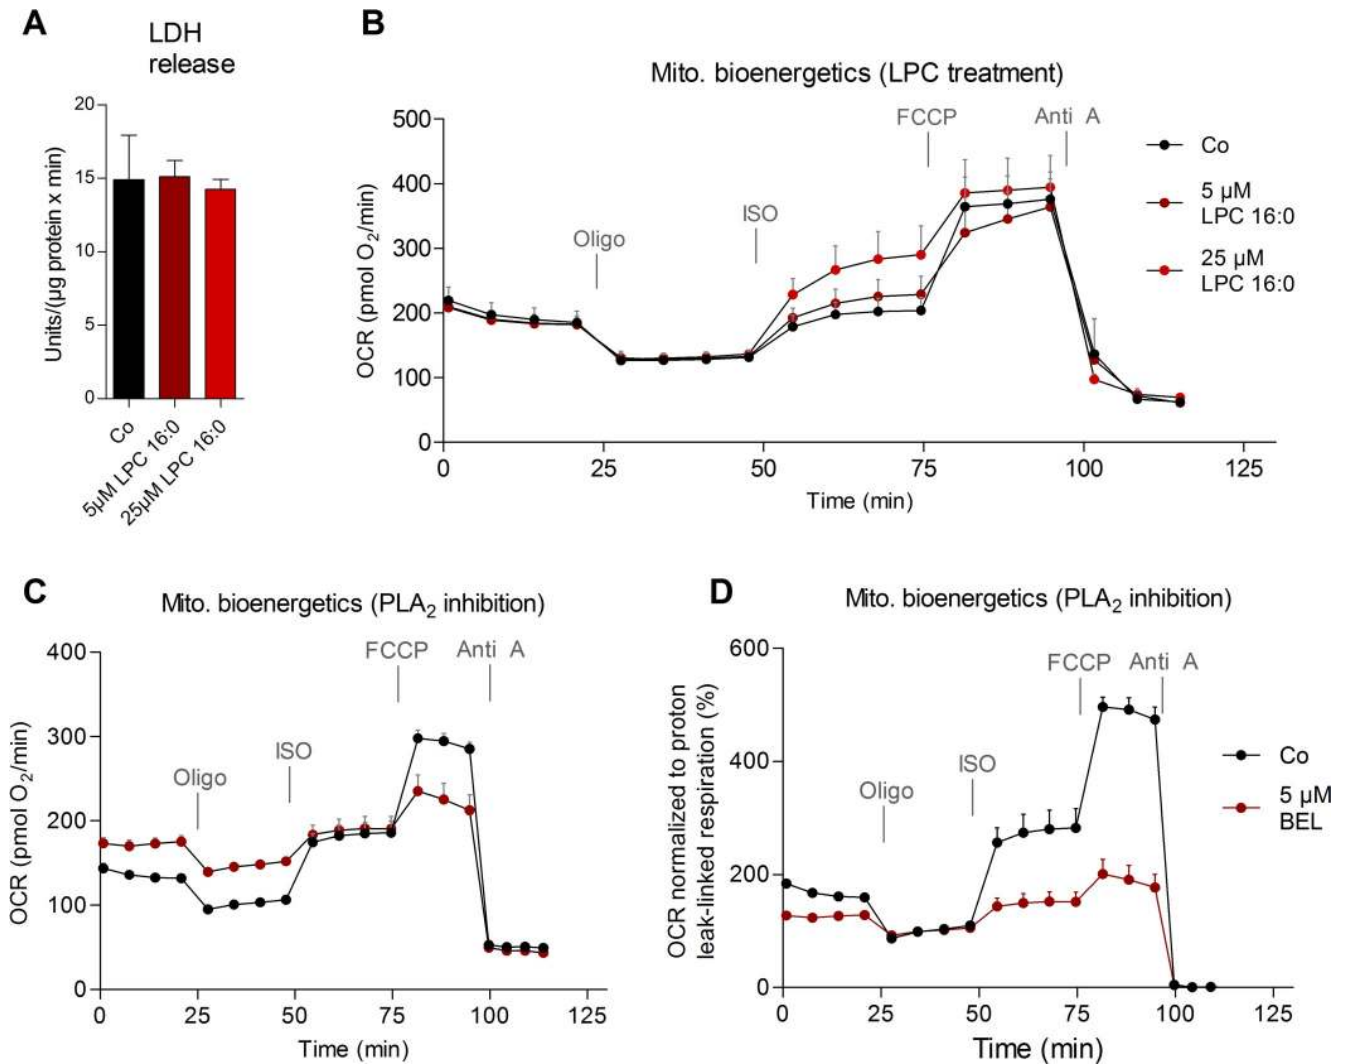 A
LDH
release
Units/(μg protein x min)
20
15
10
5
0
Co
5μM LPC 16:0
25μM LPC 16:0
B
Mito. bioenergetics (LPC treatment)
OCR (pmol O₂/min)
500
400
300
200
100
0
Oligo
ISO
FCCP
Anti A
0
25
50
75
100
125
Time (min)
Co
5 μM
LPC 16:0
25 μM
LPC 16:0
C
Mito. bioenergetics (PLA₂ inhibition)
OCR (pmol O₂/min)
400
300
200
100
0
Oligo
ISO
FCCP
Anti A
0
25
50
75
100
125
Time (min)
D
Mito. bioenergetics (PLA₂ inhibition)
OCR normalized to proton
leak-linked respiration (%)
600
400
200
0
Oligo
ISO
FCCP
Anti A
0
25
50
75
100
125
Time (min)
Co
5 μM
BEL